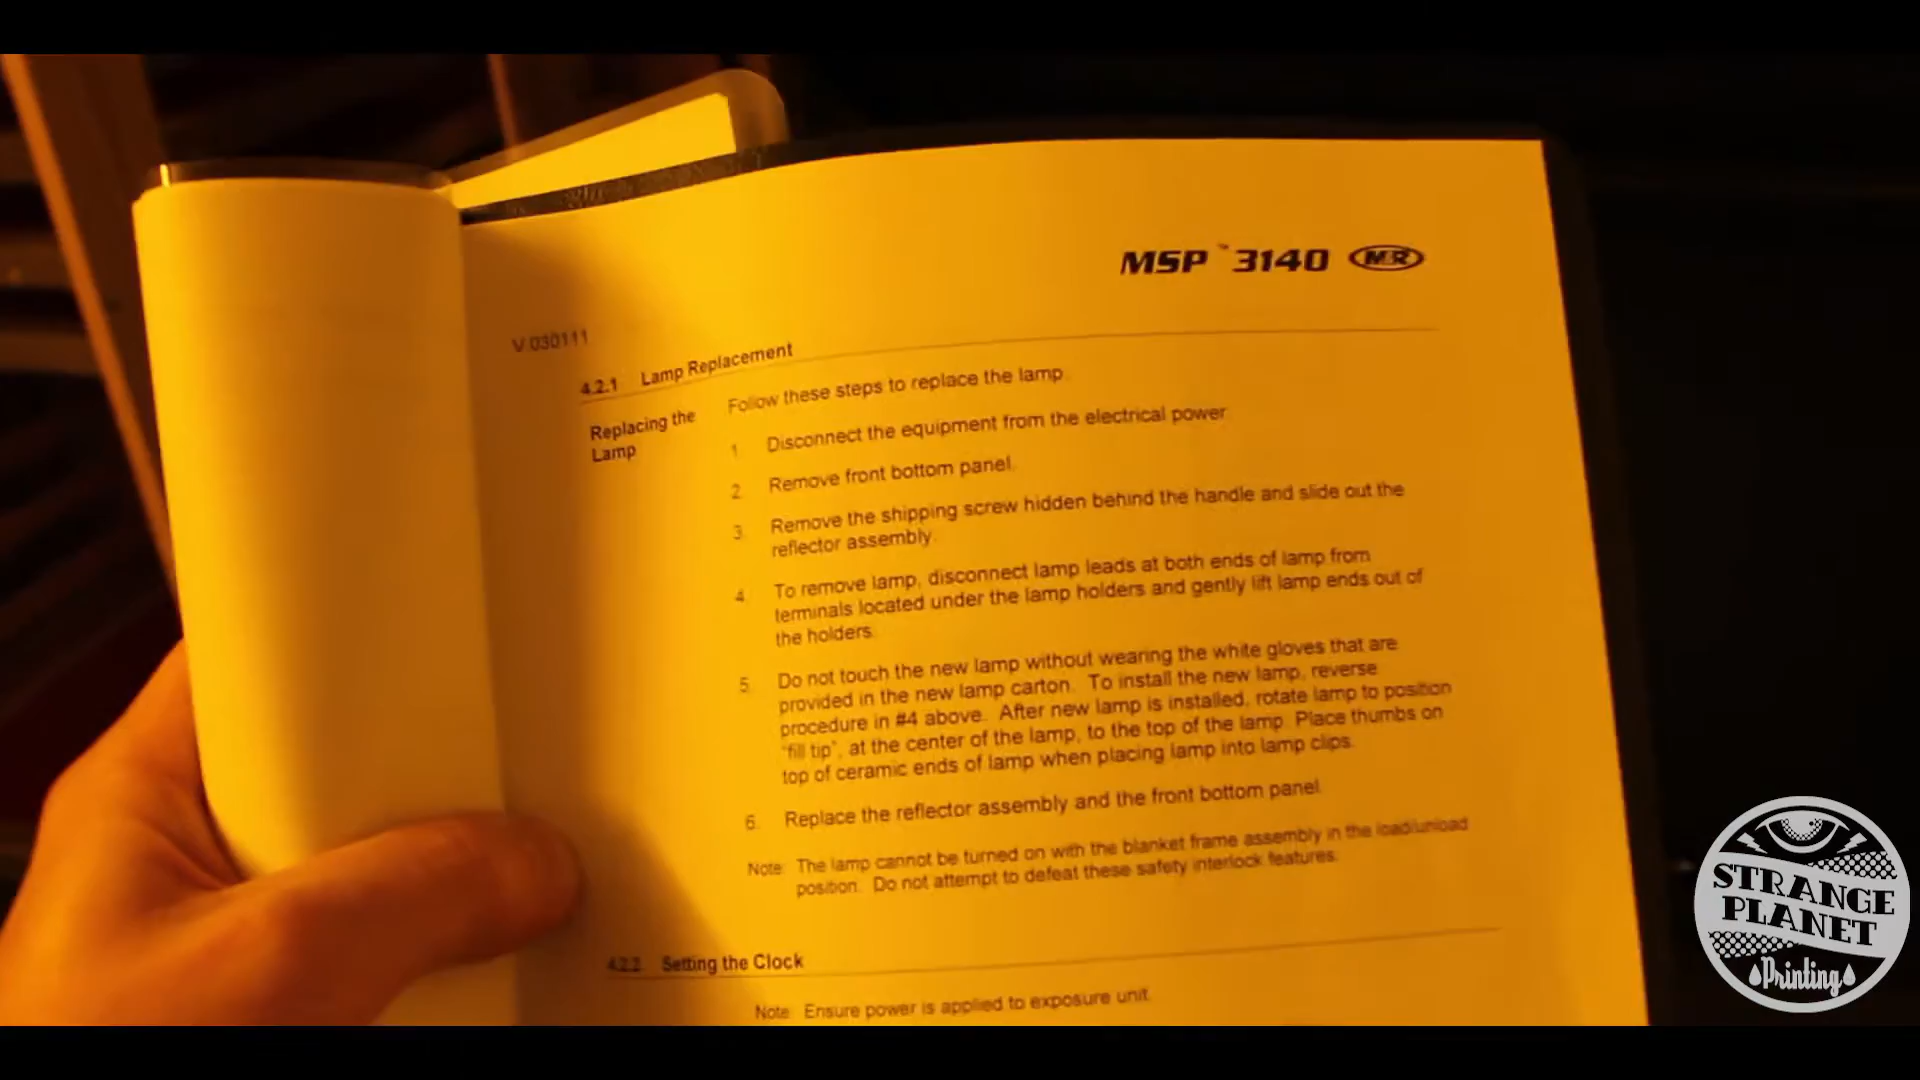 MSP™ 3140 M&R
V 030111
4.2.1 Lamp Replacement
Replacing the
Lamp
Follow these steps to replace the lamp.
1. Disconnect the equipment from the electrical power
2. Remove front bottom panel.
3. Remove the shipping screw hidden behind the handle and slide out the
reflector assembly.
4. To remove lamp, disconnect lamp leads at both ends of lamp from
terminals located under the lamp holders and gently lift lamp ends out of
the holders.
5. Do not touch the new lamp without wearing the white gloves that are
provided in the new lamp carton. To install the new lamp, reverse
procedure in #4 above. After new lamp is installed, rotate lamp to position
"fill tip", at the center of the lamp, to the top of the lamp. Place thumbs on
top of ceramic ends of lamp when placing lamp into lamp clips.
6. Replace the reflector assembly and the front bottom panel.
Note: The lamp cannot be turned on with the blanket frame assembly in the load/unload
position. Do not attempt to defeat these safety interlock features.
4.2.2 Setting the Clock
Note: Ensure power is applied to exposure unit.
STRANGE
PLANET
Printing